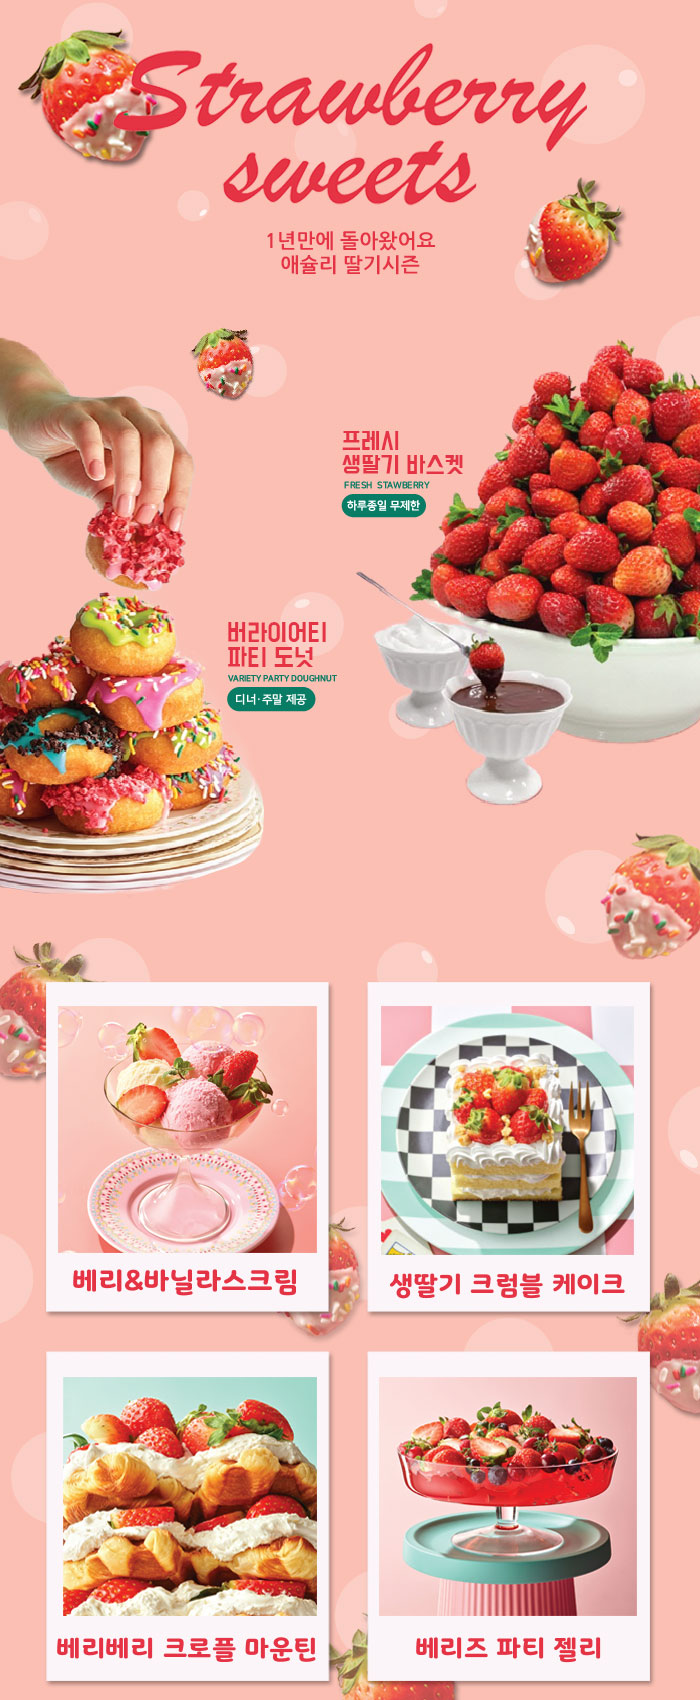 Strawberry
sweets
1년만에 돌아왔어요
애슐리 딸기시즌
프레시
생딸기 바스켓
FRESH STAWBERRY
하루종일 무제한
버라이어티
파티 도넛
VARIETY PARTY DOUGHNUT
디너·주말 제공
베리&바닐라스크림
생딸기 크럼블 케이크
베리베리 크로플 마운틴
베리즈 파티 젤리